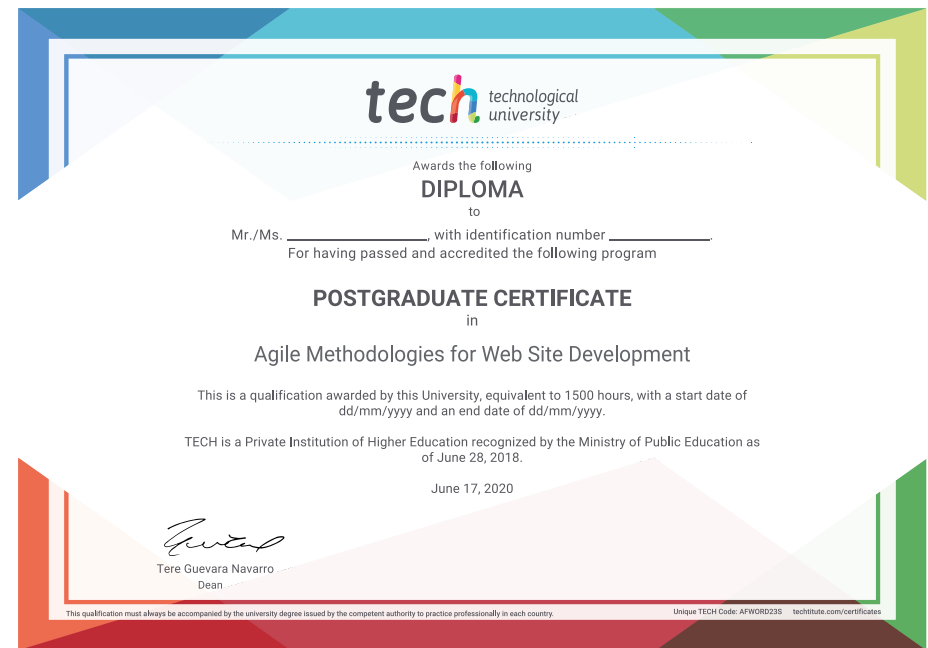 tech technological
university
Awards the following
DIPLOMA
to
Mr./Ms. ____________________, with identification number ______________.
For having passed and accredited the following program
POSTGRADUATE CERTIFICATE
in
Agile Methodologies for Web Site Development
This is a qualification awarded by this University, equivalent to 1500 hours, with a start date of
dd/mm/yyyy and an end date of dd/mm/yyyy.
TECH is a Private Institution of Higher Education recognized by the Ministry of Public Education as
of June 28, 2018.
June 17, 2020
Tere Guevara Navarro
Dean
This qualification must always be accompanied by the university degree issued by the competent authority to practice professionally in each country.
Unique TECH Code: AFWORD23S techtitute.com/certificates